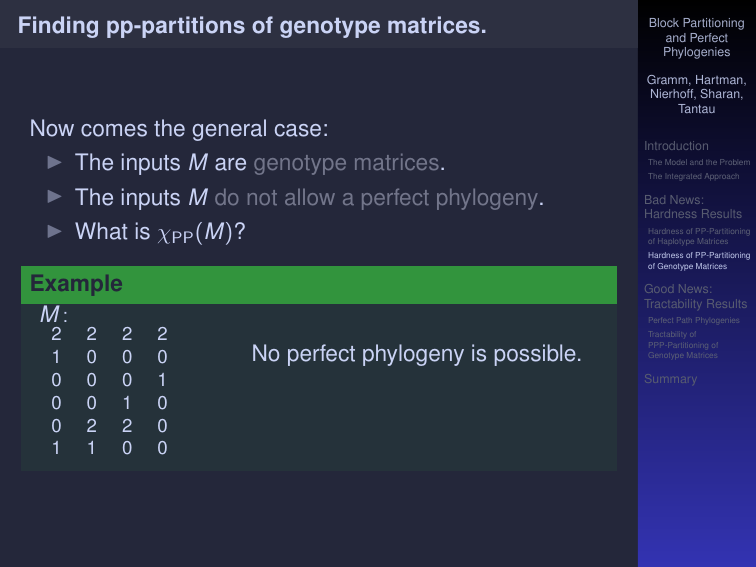 Finding pp-partitions of genotype matrices.
Now comes the general case:
▶ The inputs M are genotype matrices.
▶ The inputs M do not allow a perfect phylogeny.
▶ What is χPP(M)?
Example
M:
2 2 2 2
1 0 0 0
0 0 0 1
0 0 1 0
0 2 2 0
1 1 0 0
No perfect phylogeny is possible.
Block Partitioning
and Perfect
Phylogenies
Gramm, Hartman,
Nierhoff, Sharan,
Tantau
Introduction
The Model and the Problem
The Integrated Approach
Bad News:
Hardness Results
Hardness of PP-Partitioning
of Haplotype Matrices
Hardness of PP-Partitioning
of Genotype Matrices
Good News:
Tractability Results
Perfect Path Phylogenies
Tractability of
PPP-Partitioning of
Genotype Matrices
Summary